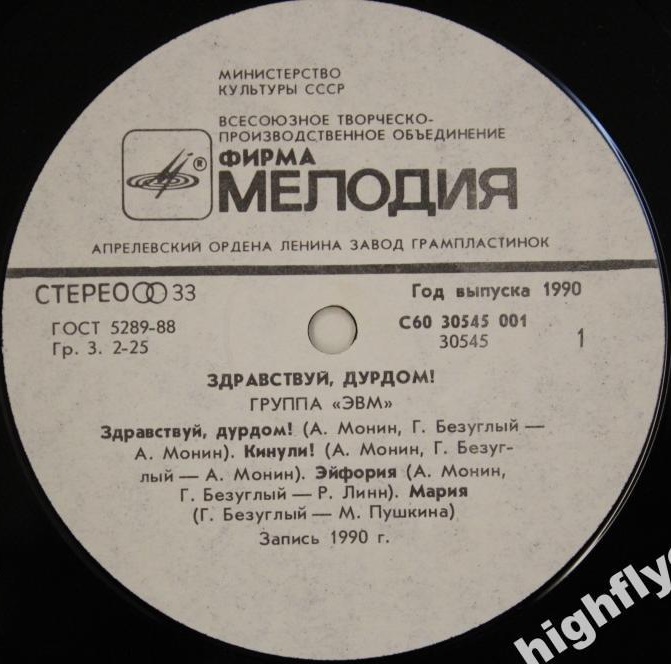 МИНИСТЕРСТВО
КУЛЬТУРЫ СССР
ВСЕСОЮЗНОЕ ТВОРЧЕСКО-
ПРОИЗВОДСТВЕННОЕ ОБЪЕДИНЕНИЕ
ФИРМА
®
МЕЛОДИЯ
АПРЕЛЕВСКИЙ ОРДЕНА ЛЕНИНА ЗАВОД ГРАМПЛАСТИНОК
СТЕРЕО 33
Год выпуска 1990
ГОСТ 5289-88
С60 30545 001
Гр. 3. 2-25
30545
1
ЗДРАВСТВУЙ, ДУРДОМ!
ГРУППА «ЭВМ»
Здравствуй, дурдом! (А. Монин, Г. Безуглый —
А. Монин). Кинули! (А. Монин, Г. Безуг-
лый — А. Монин). Эйфория (А. Монин,
Г. Безуглый — Р. Линн). Мария
(Г. Безуглый — М. Пушкина)
Запись 1990 г.
highfly